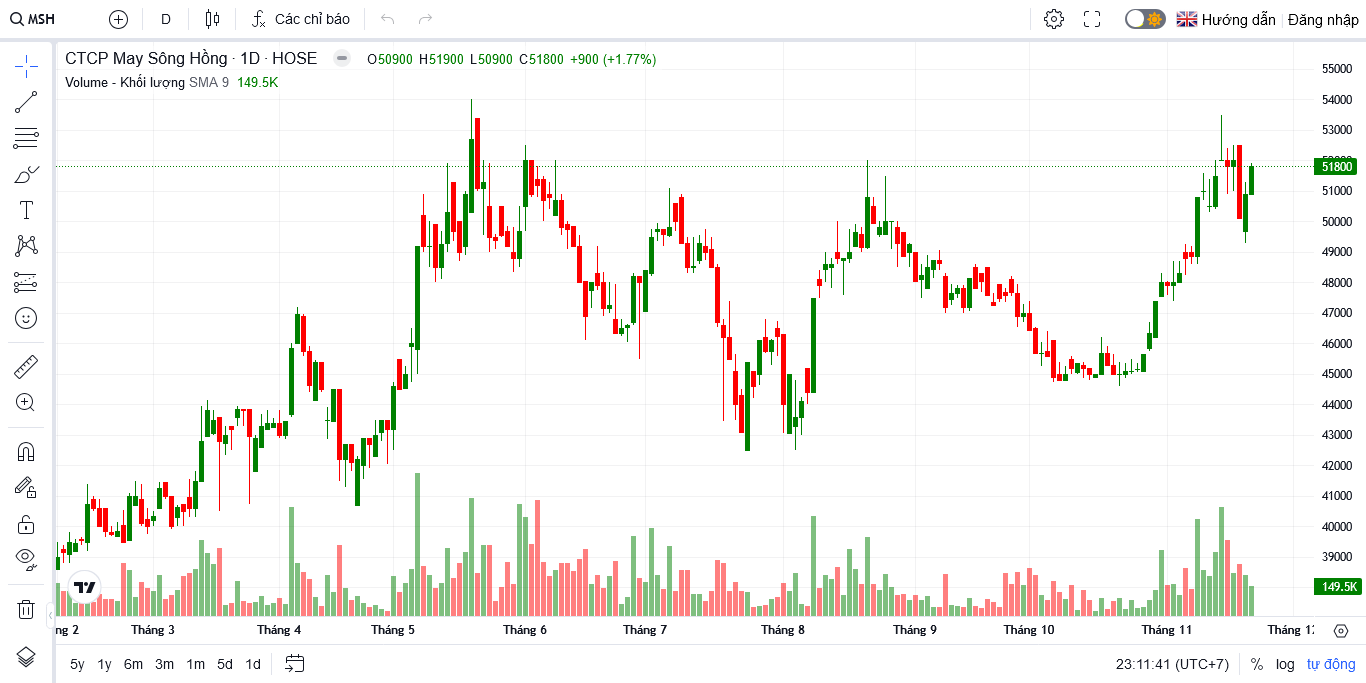 MSH D Các chỉ báo Hướng dẫn Đăng nhập
CTCP May Sông Hồng · 1D · HOSE O50900 H51900 L50900 C51800 +900 (+1.77%)
Volume - Khối lượng SMA 9 149.5K
55000
54000
53000
51800
51000
50000
49000
48000
47000
46000
45000
44000
43000
42000
41000
40000
39000
149.5K
ng 2 Tháng 3 Tháng 4 Tháng 5 Tháng 6 Tháng 7 Tháng 8 Tháng 9 Tháng 10 Tháng 11 Tháng 1
5y 1y 6m 3m 1m 5d 1d 23:11:41 (UTC+7) % log tự động